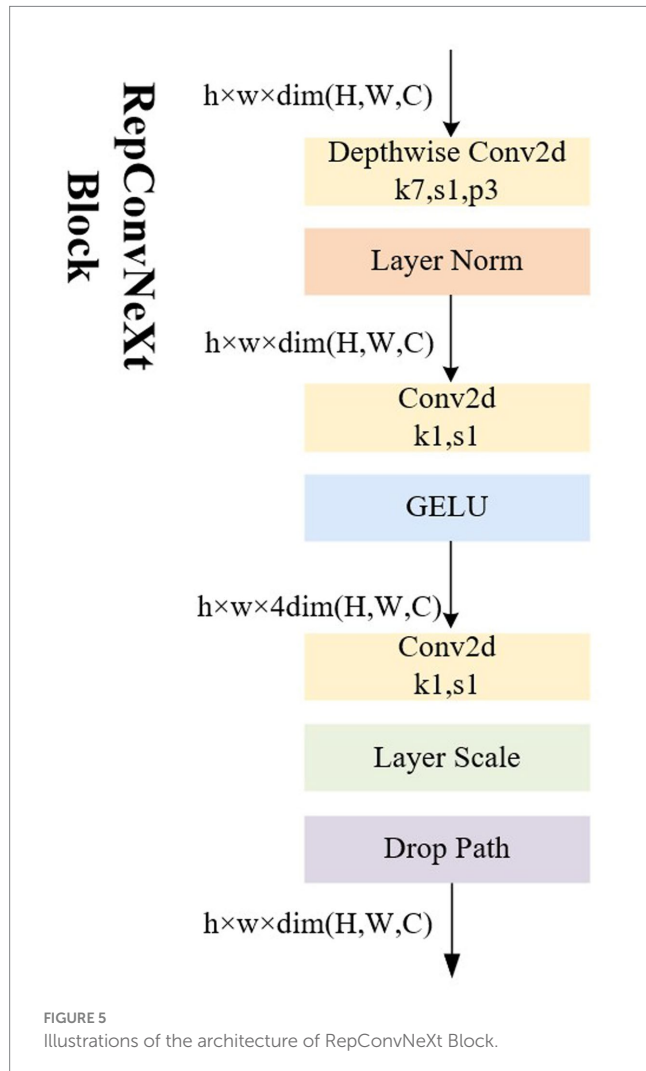 RepConvNeXt
Block
h×w×dim(H,W,C)
Depthwise Conv2d
k7,s1,p3
Layer Norm
h×w×dim(H,W,C)
Conv2d
k1,s1
GELU
h×w×4dim(H,W,C)
Conv2d
k1,s1
Layer Scale
Drop Path
h×w×dim(H,W,C)
FIGURE 5
Illustrations of the architecture of RepConvNeXt Block.